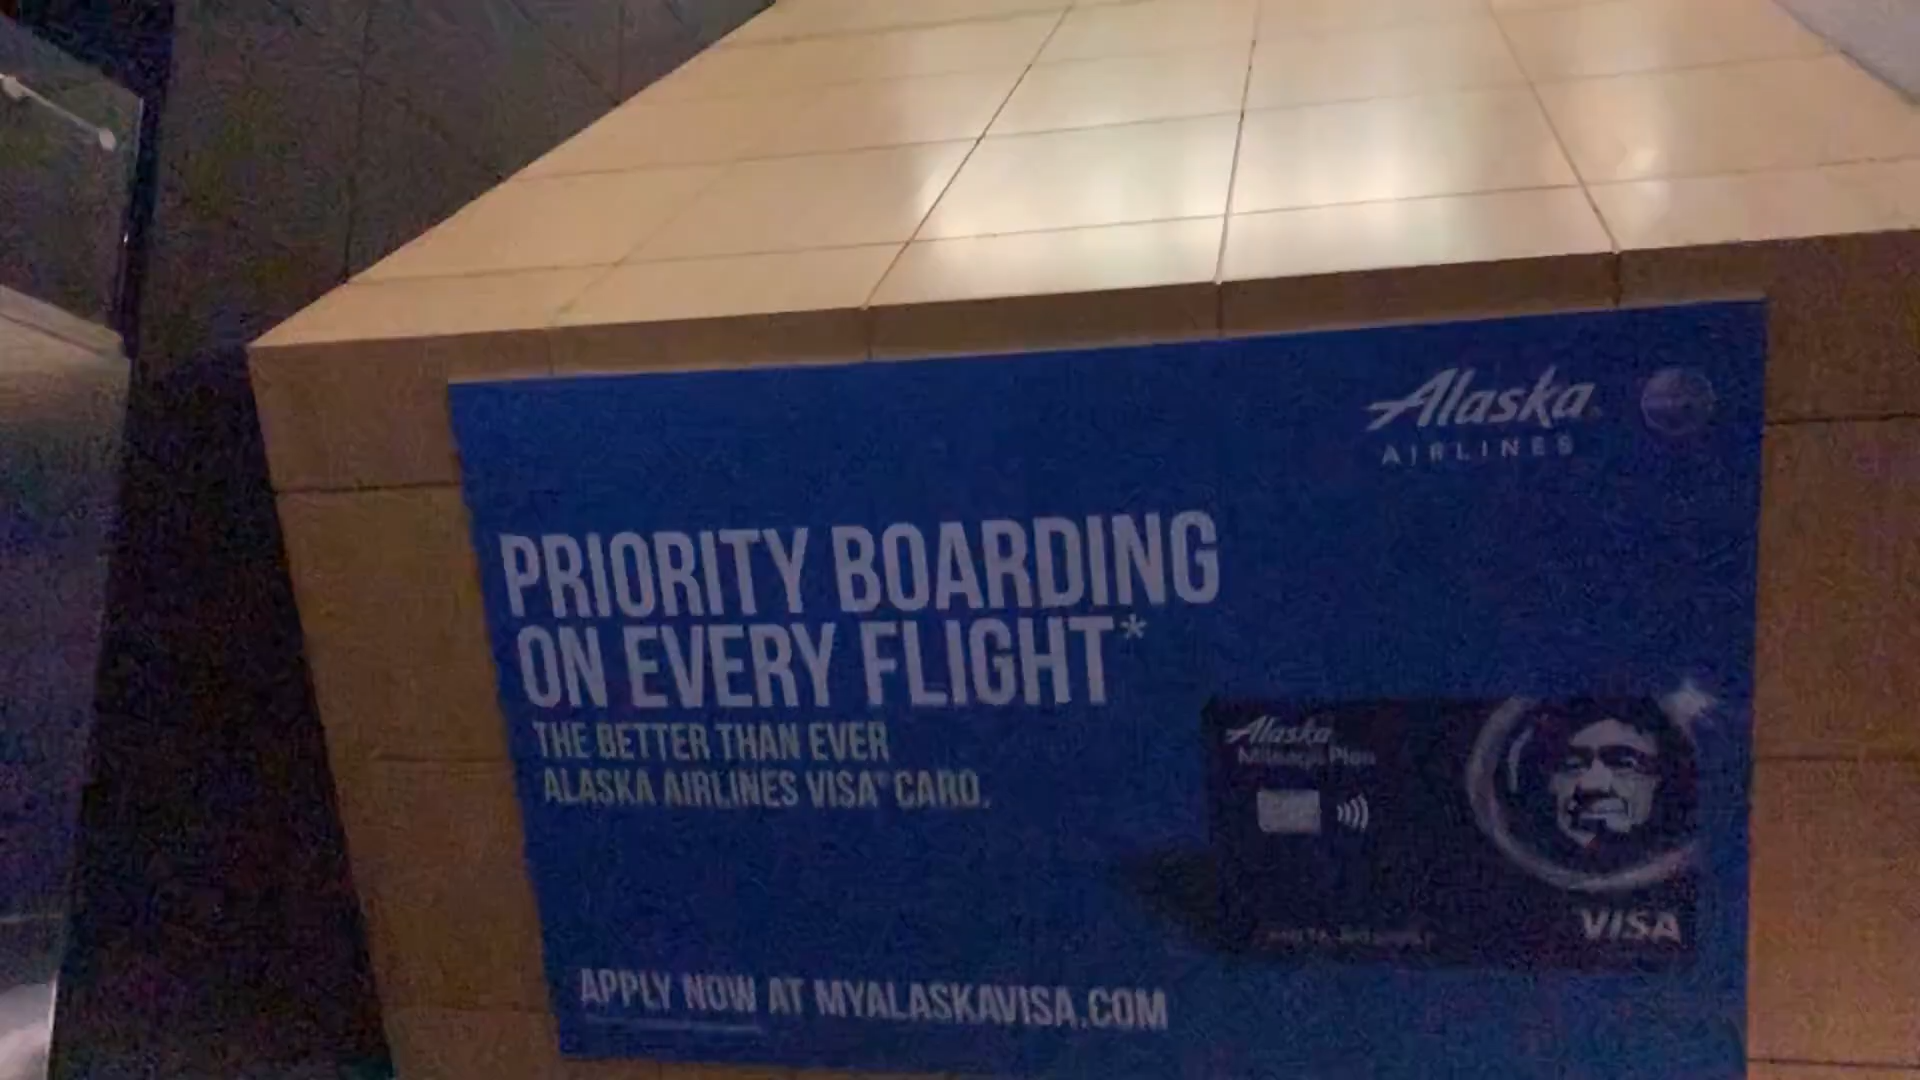 Alaska
AIRLINES
PRIORITY BOARDING
ON EVERY FLIGHT*
THE BETTER THAN EVER
ALASKA AIRLINES VISA® CARD.
Alaska
Mileage Plan
VISA
APPLY NOW AT MYALASKAVISA.COM